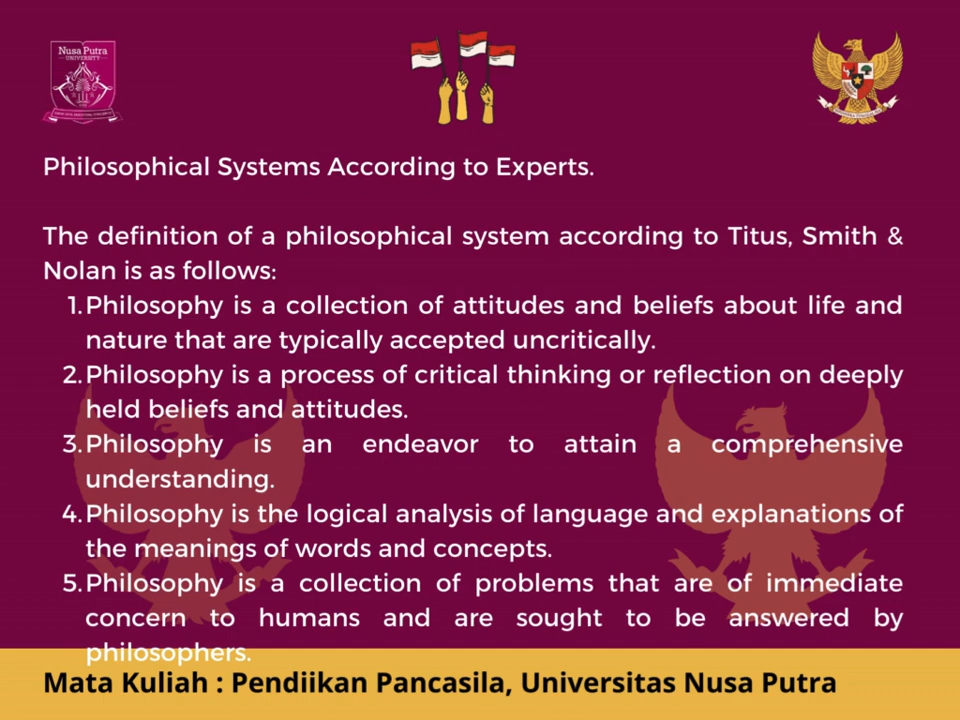 Nusa Putra
UNIVERSITY
Philosophical Systems According to Experts.
The definition of a philosophical system according to Titus, Smith &
Nolan is as follows:
1. Philosophy is a collection of attitudes and beliefs about life and
nature that are typically accepted uncritically.
2. Philosophy is a process of critical thinking or reflection on deeply
held beliefs and attitudes.
3. Philosophy is an endeavor to attain a comprehensive
understanding.
4. Philosophy is the logical analysis of language and explanations of
the meanings of words and concepts.
5. Philosophy is a collection of problems that are of immediate
concern to humans and are sought to be answered by
philosophers.
Mata Kuliah : Pendiikan Pancasila, Universitas Nusa Putra